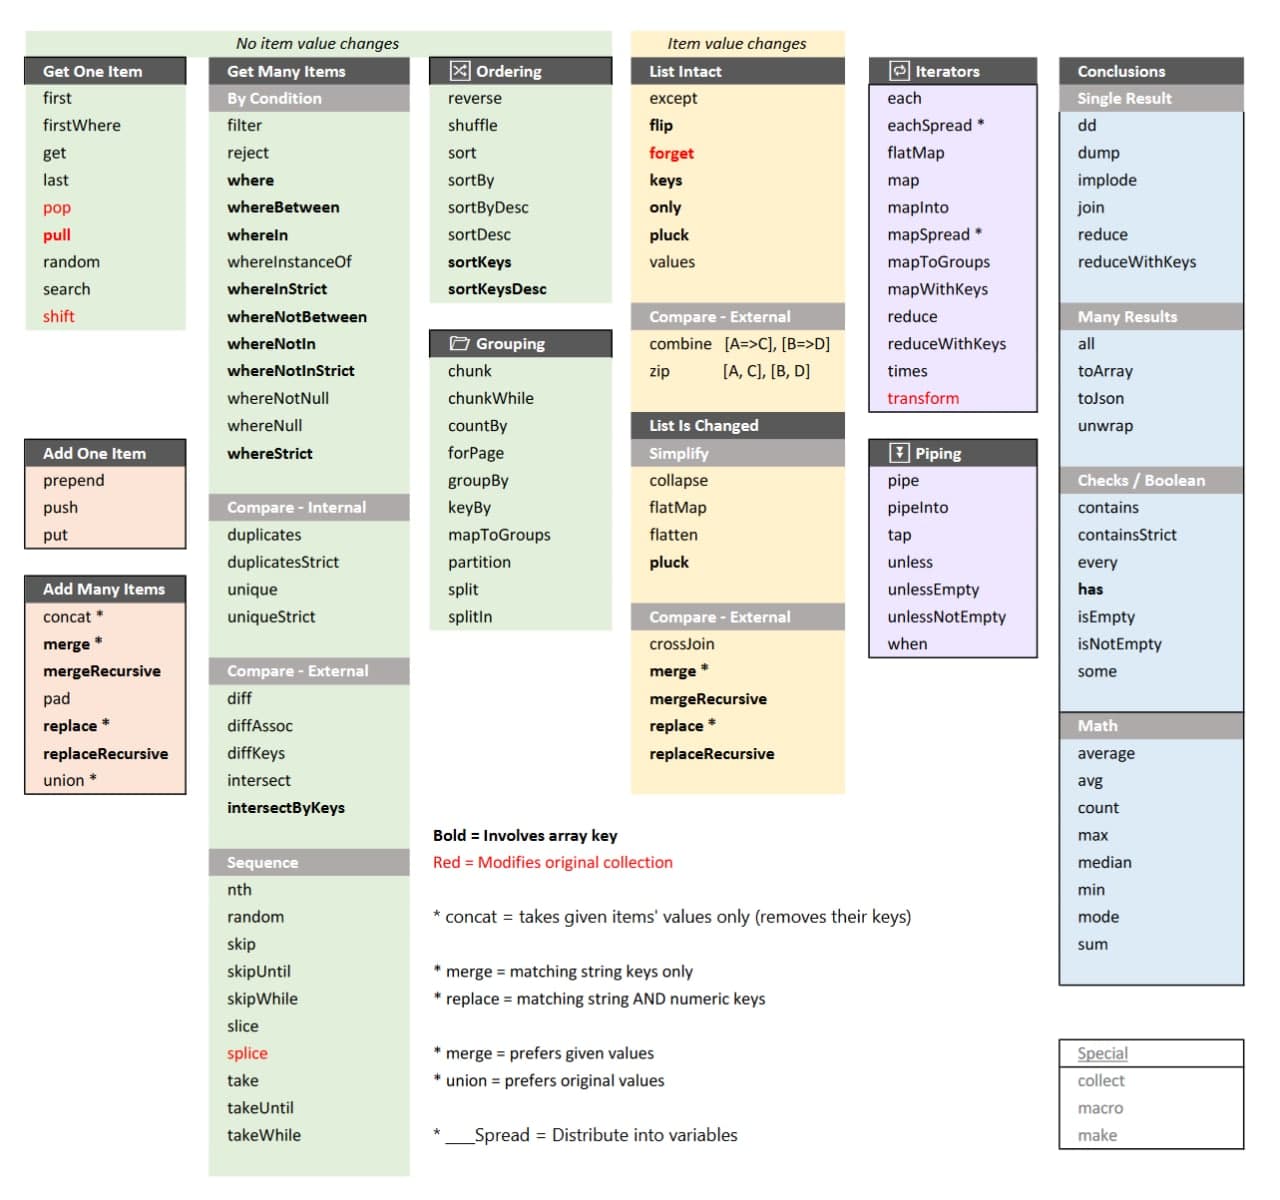 No item value changes
Get One Item
first
firstWhere
get
last
pop
pull
random
search
shift
Add One Item
prepend
push
put
Add Many Items
concat *
merge *
mergeRecursive
pad
replace *
replaceRecursive
union *
Get Many Items
By Condition
filter
reject
where
whereBetween
whereIn
whereInstanceOf
whereInStrict
whereNotBetween
whereNotIn
whereNotInStrict
whereNotNull
whereNull
whereStrict
Compare - Internal
duplicates
duplicatesStrict
unique
uniqueStrict
Compare - External
diff
diffAssoc
diffKeys
intersect
intersectByKeys
Sequence
nth
random
skip
skipUntil
skipWhile
slice
splice
take
takeUntil
takeWhile
Ordering
reverse
shuffle
sort
sortBy
sortByDesc
sortDesc
sortKeys
sortKeysDesc
Grouping
chunk
chunkWhile
countBy
forPage
groupBy
keyBy
mapToGroups
partition
split
splitIn
Item value changes
List Intact
except
flip
forget
keys
only
pluck
values
Compare - External
combine [A=>C], [B=>D]
zip [A, C], [B, D]
List Is Changed
Simplify
collapse
flatMap
flatten
pluck
Compare - External
crossJoin
merge *
mergeRecursive
replace *
replaceRecursive
Iterators
each
eachSpread *
flatMap
map
mapInto
mapSpread *
mapToGroups
mapWithKeys
reduce
reduceWithKeys
times
transform
Piping
pipe
pipeInto
tap
unless
unlessEmpty
unlessNotEmpty
when
Conclusions
Single Result
dd
dump
implode
join
reduce
reduceWithKeys
Many Results
all
toArray
toJson
unwrap
Checks / Boolean
contains
containsStrict
every
has
isEmpty
isNotEmpty
some
Math
average
avg
count
max
median
min
mode
sum
Special
collect
macro
make
Bold = Involves array key
Red = Modifies original collection
* concat = takes given items' values only (removes their keys)
* merge = matching string keys only
* replace = matching string AND numeric keys
* merge = prefers given values
* union = prefers original values
* ___Spread = Distribute into variables